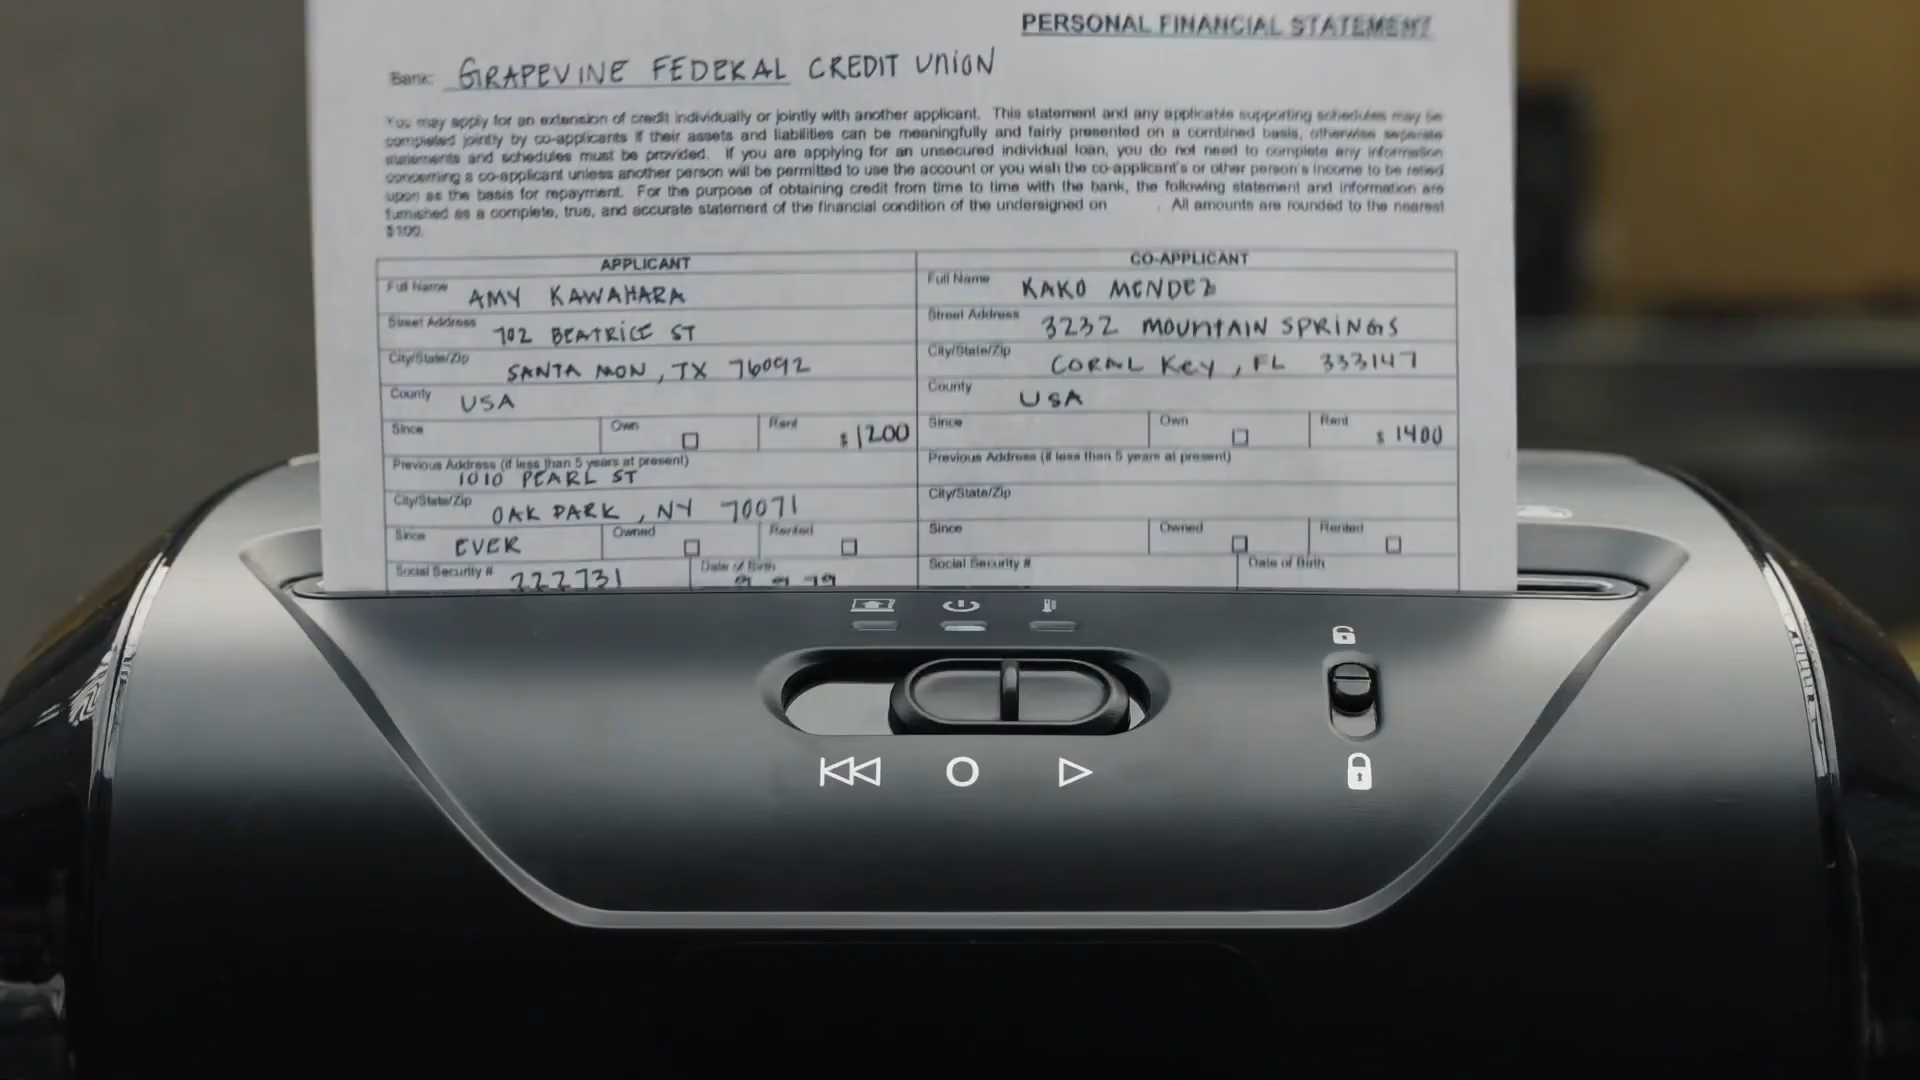 PERSONAL FINANCIAL STATEMENT
Bank: GRAPEVINE FEDERAL CREDIT UNION
You may apply for an extension of credit individually or jointly with another applicant. This statement and any applicable supporting schedules may be
completed jointly by co-applicants if their assets and liabilities can be meaningfully and fairly presented on a combined basis, otherwise separate
statements and schedules must be provided. If you are applying for an unsecured individual loan, you do not need to complete any information
concerning a co-applicant unless another person will be permitted to use the account or you wish the co-applicant's or other person's income to be relied
upon as the basis for repayment. For the purpose of obtaining credit from time to time with the bank, the following statement and information are
furnished as a complete, true, and accurate statement of the financial condition of the undersigned on . All amounts are rounded to the nearest
$100.
APPLICANT
Full Name AMY KAWAHARA
Street Address 702 BEATRICE ST
City/State/Zip SANTA MON, TX 76092
County USA
Since Own Rent $1200
Previous Address (if less than 5 years at present)
1010 PEARL ST
City/State/Zip OAK PARK, NY 70071
Since EVER Owned Rented
Social Security # 222731 Date of Birth
CO-APPLICANT
Full Name KAKO MENDEZ
Street Address 3232 MOUNTAIN SPRINGS
City/State/Zip CORAL Key, FL 333147
County USA
Since Own Rent $ 1400
Previous Address (if less than 5 years at present)
City/State/Zip
Since Owned Rented
Social Security # Date of Birth